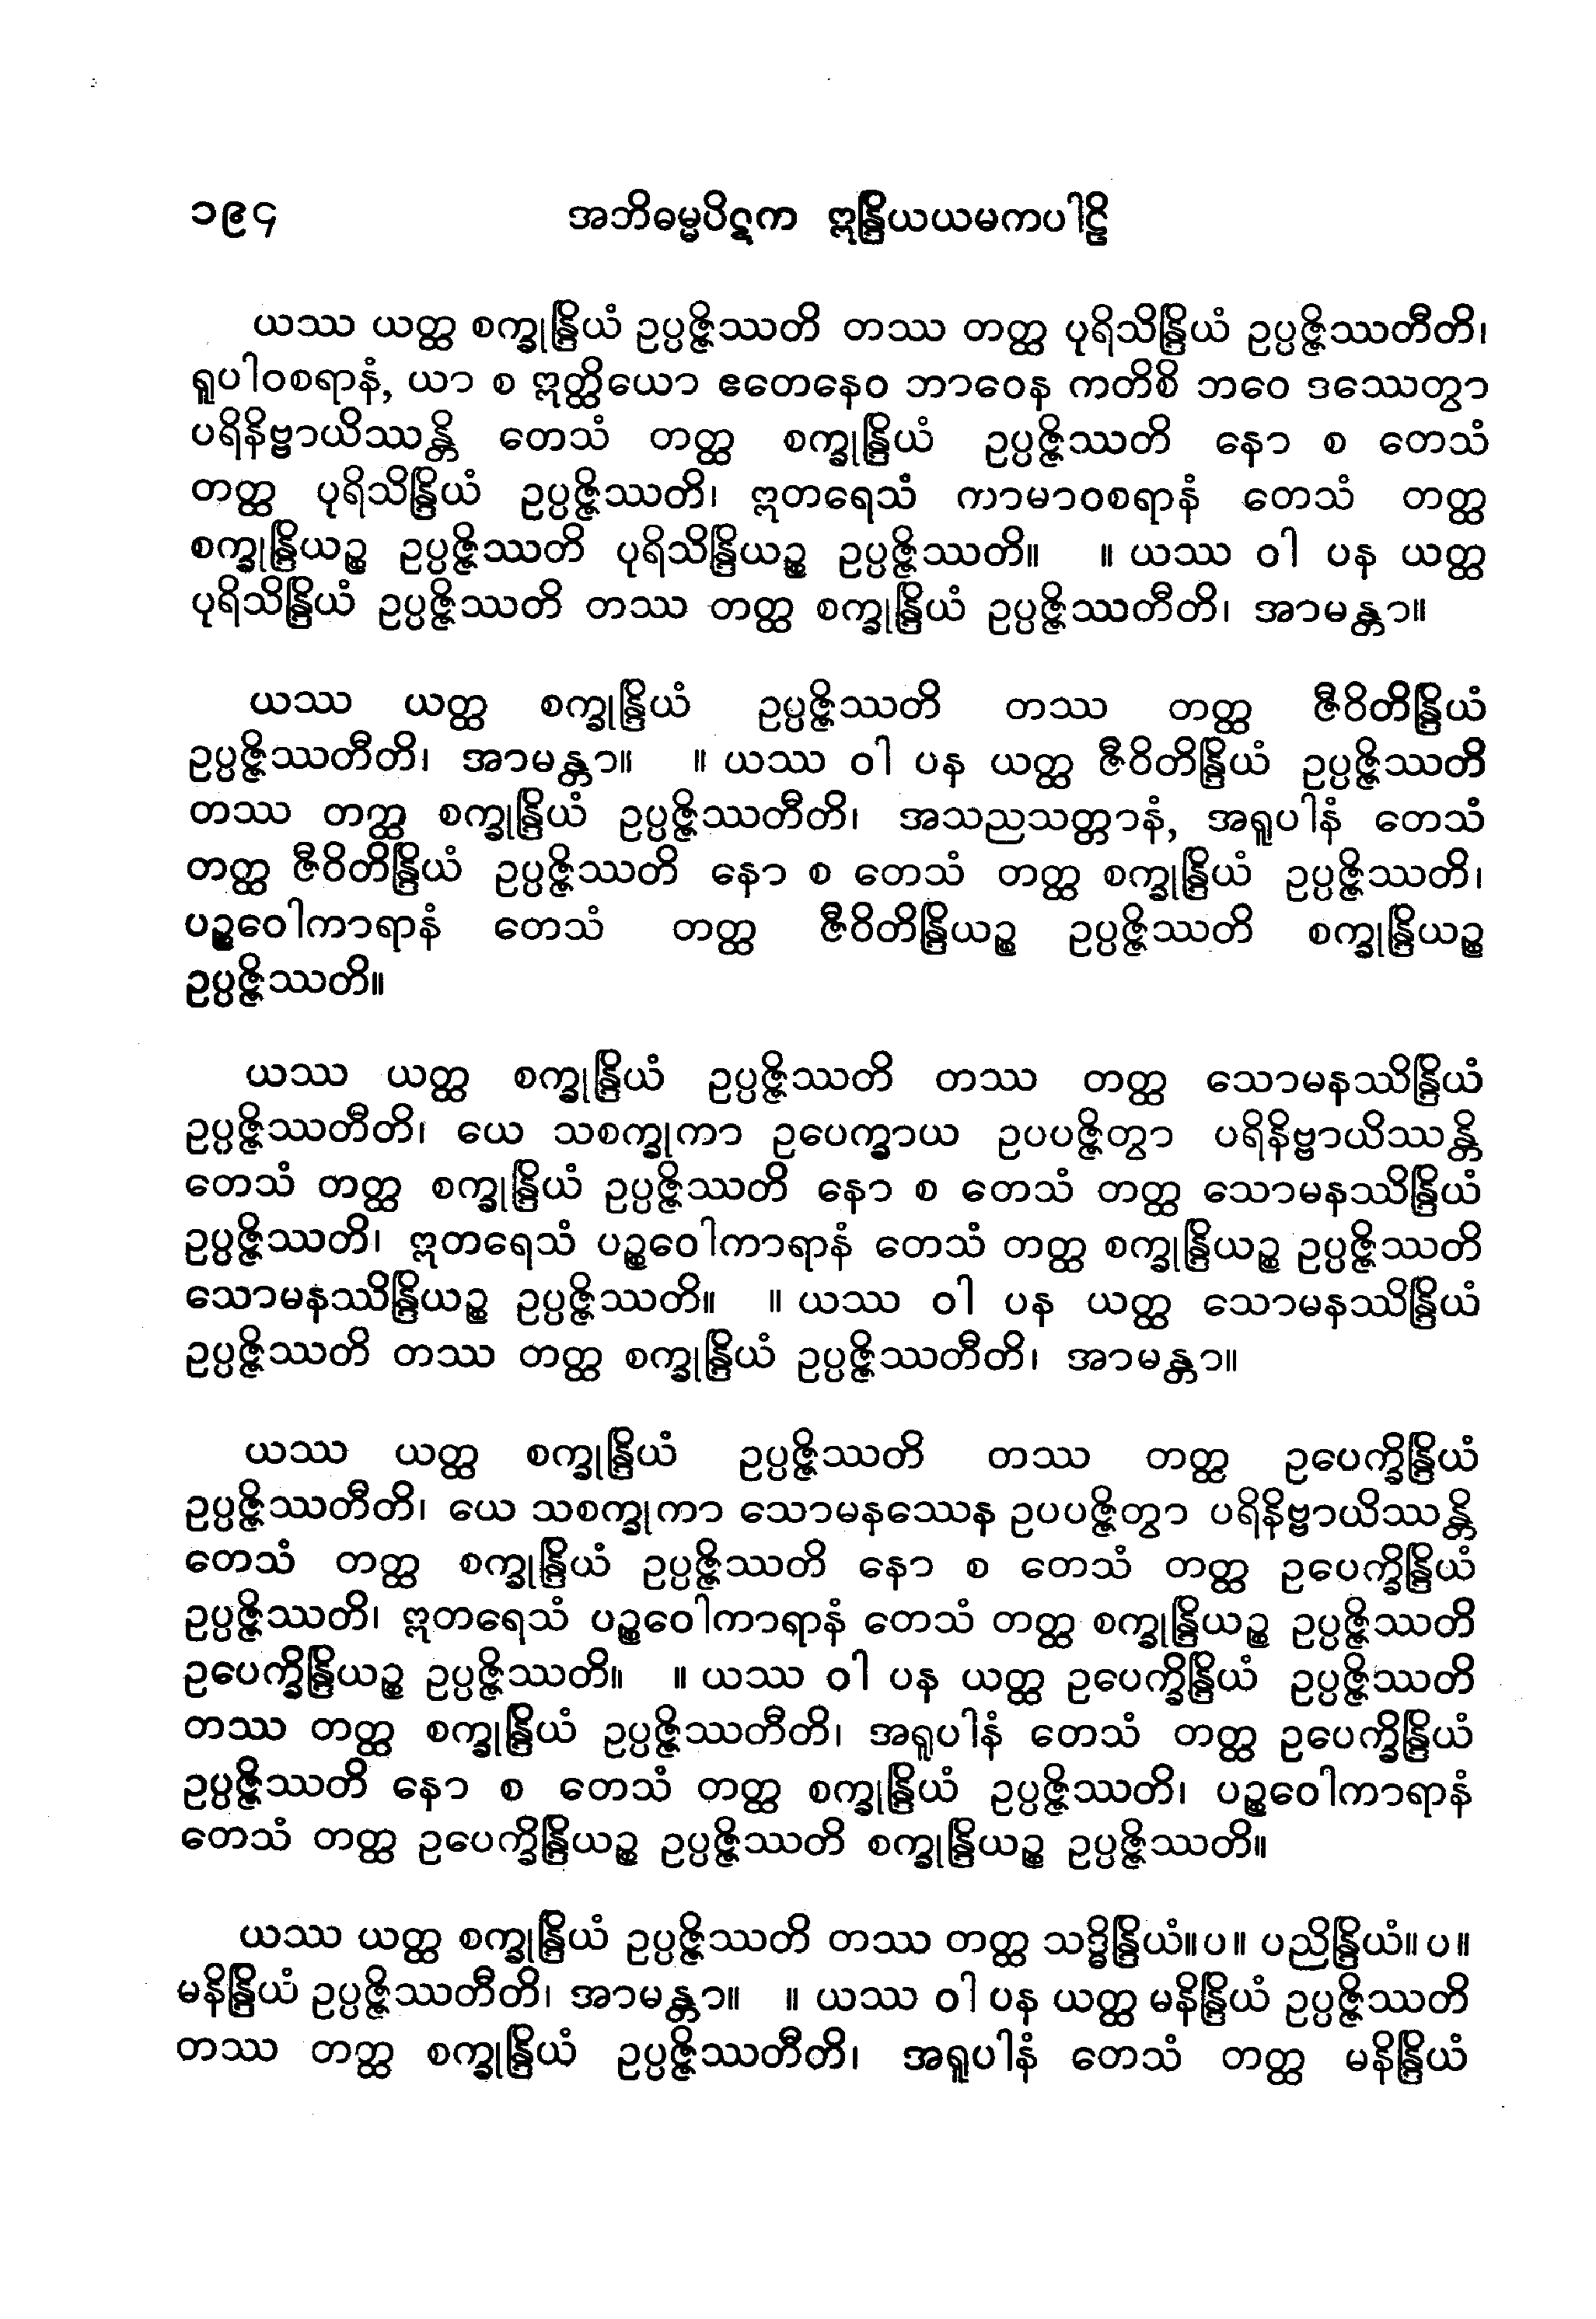 ၁၉၄ အဘိဓမ္မပိဋက ဣန္ဒြိယယမကပါဠိ
ယဿ ယတ္ထ စက္ခုန္ဒြိယံ ဥပ္ပဇ္ဇိဿတိ တဿ တတ္ထ ပုရိသိန္ဒြိယံ ဥပ္ပဇ္ဇိဿတီတိ၊
ရူပါဝစရာနံ, ယာ စ ဣတ္ထိယော ဧတေနေဝ ဘာဝေန ကတိစိ ဘဝေ ဒဿေတွာ
ပရိနိဗ္ဗာယိဿန္တိ တေသံ တတ္ထ စက္ခုန္ဒြိယံ ဥပ္ပဇ္ဇိဿတိ နော စ တေသံ
တတ္ထ ပုရိသိန္ဒြိယံ ဥပ္ပဇ္ဇိဿတိ၊ ဣတရေသံ ကာမာဝစရာနံ တေသံ တတ္ထ
စက္ခုန္ဒြိယဉ္စ ဥပ္ပဇ္ဇိဿတိ ပုရိသိန္ဒြိယဉ္စ ဥပ္ပဇ္ဇိဿတိ။ ။ ယဿ ဝါ ပန ယတ္ထ
ပုရိသိန္ဒြိယံ ဥပ္ပဇ္ဇိဿတိ တဿ တတ္ထ စက္ခုန္ဒြိယံ ဥပ္ပဇ္ဇိဿတီတိ၊ အာမန္တာ။
ယဿ ယတ္ထ စက္ခုန္ဒြိယံ ဥပ္ပဇ္ဇိဿတိ တဿ တတ္ထ ဇီဝိတိန္ဒြိယံ
ဥပ္ပဇ္ဇိဿတီတိ၊ အာမန္တာ။ ။ ယဿ ဝါ ပန ယတ္ထ ဇီဝိတိန္ဒြိယံ ဥပ္ပဇ္ဇိဿတိ
တဿ တတ္ထ စက္ခုန္ဒြိယံ ဥပ္ပဇ္ဇိဿတီတိ၊ အသညသတ္တာနံ, အရူပါနံ တေသံ
တတ္ထ ဇီဝိတိန္ဒြိယံ ဥပ္ပဇ္ဇိဿတိ နော စ တေသံ တတ္ထ စက္ခုန္ဒြိယံ ဥပ္ပဇ္ဇိဿတိ၊
ပဉ္စဝေါကာရာနံ တေသံ တတ္ထ ဇီဝိတိန္ဒြိယဉ္စ ဥပ္ပဇ္ဇိဿတိ စက္ခုန္ဒြိယဉ္စ
ဥပ္ပဇ္ဇိဿတိ။
ယဿ ယတ္ထ စက္ခုန္ဒြိယံ ဥပ္ပဇ္ဇိဿတိ တဿ တတ္ထ သောမနဿိန္ဒြိယံ
ဥပ္ပဇ္ဇိဿတီတိ၊ ယေ သစက္ခုကာ ဥပေက္ခာယ ဥပပဇ္ဇိတွာ ပရိနိဗ္ဗာယိဿန္တိ
တေသံ တတ္ထ စက္ခုန္ဒြိယံ ဥပ္ပဇ္ဇိဿတိ နော စ တေသံ တတ္ထ သောမနဿိန္ဒြိယံ
ဥပ္ပဇ္ဇိဿတိ၊ ဣတရေသံ ပဉ္စဝေါကာရာနံ တေသံ တတ္ထ စက္ခုန္ဒြိယဉ္စ ဥပ္ပဇ္ဇိဿတိ
သောမနဿိန္ဒြိယဉ္စ ဥပ္ပဇ္ဇိဿတိ။ ။ ယဿ ဝါ ပန ယတ္ထ သောမနဿိန္ဒြိယံ
ဥပ္ပဇ္ဇိဿတိ တဿ တတ္ထ စက္ခုန္ဒြိယံ ဥပ္ပဇ္ဇိဿတီတိ၊ အာမန္တာ။
ယဿ ယတ္ထ စက္ခုန္ဒြိယံ ဥပ္ပဇ္ဇိဿတိ တဿ တတ္ထ ဥပေက္ခိန္ဒြိယံ
ဥပ္ပဇ္ဇိဿတီတိ၊ ယေ သစက္ခုကာ သောမနဿေန ဥပပဇ္ဇိတွာ ပရိနိဗ္ဗာယိဿန္တိ
တေသံ တတ္ထ စက္ခုန္ဒြိယံ ဥပ္ပဇ္ဇိဿတိ နော စ တေသံ တတ္ထ ဥပေက္ခိန္ဒြိယံ
ဥပ္ပဇ္ဇိဿတိ၊ ဣတရေသံ ပဉ္စဝေါကာရာနံ တေသံ တတ္ထ စက္ခုန္ဒြိယဉ္စ ဥပ္ပဇ္ဇိဿတိ
ဥပေက္ခိန္ဒြိယဉ္စ ဥပ္ပဇ္ဇိဿတိ။ ။ ယဿ ဝါ ပန ယတ္ထ ဥပေက္ခိန္ဒြိယံ ဥပ္ပဇ္ဇိဿတိ
တဿ တတ္ထ စက္ခုန္ဒြိယံ ဥပ္ပဇ္ဇိဿတီတိ၊ အရူပါနံ တေသံ တတ္ထ ဥပေက္ခိန္ဒြိယံ
ဥပ္ပဇ္ဇိဿတိ နော စ တေသံ တတ္ထ စက္ခုန္ဒြိယံ ဥပ္ပဇ္ဇိဿတိ၊ ပဉ္စဝေါကာရာနံ
တေသံ တတ္ထ ဥပေက္ခိန္ဒြိယဉ္စ ဥပ္ပဇ္ဇိဿတိ စက္ခုန္ဒြိယဉ္စ ဥပ္ပဇ္ဇိဿတိ။
ယဿ ယတ္ထ စက္ခုန္ဒြိယံ ဥပ္ပဇ္ဇိဿတိ တဿ တတ္ထ သဒ္ဓိန္ဒြိယံ။ပ။ ပညိန္ဒြိယံ။ပ။
မနိန္ဒြိယံ ဥပ္ပဇ္ဇိဿတီတိ၊ အာမန္တာ။ ။ ယဿ ဝါ ပန ယတ္ထ မနိန္ဒြိယံ ဥပ္ပဇ္ဇိဿတိ
တဿ တတ္ထ စက္ခုန္ဒြိယံ ဥပ္ပဇ္ဇိဿတီတိ၊ အရူပါနံ တေသံ တတ္ထ မနိန္ဒြိယံ